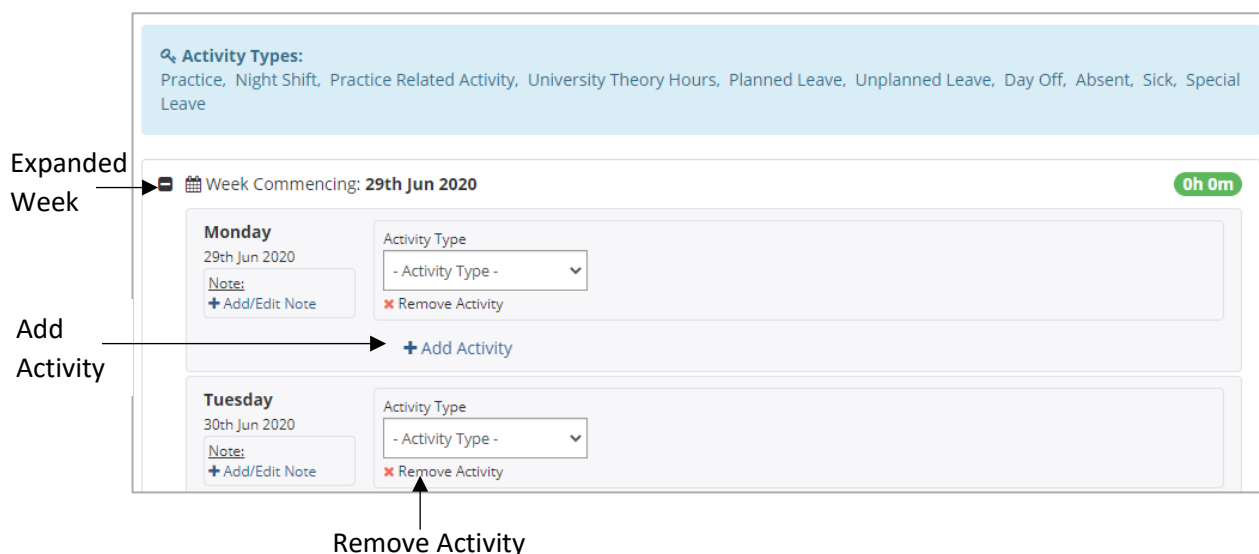 Activity Types:
Practice, Night Shift, Practice Related Activity, University Theory Hours, Planned Leave, Unplanned Leave, Day Off, Absent, Sick, Special
Leave
Expanded
Week
Week Commencing: 29th Jun 2020
0h 0m
Monday
29th Jun 2020
Note:
+ Add/Edit Note
Activity Type
- Activity Type -
× Remove Activity
Add
Activity
+ Add Activity
Tuesday
30th Jun 2020
Note:
+ Add/Edit Note
Activity Type
- Activity Type -
× Remove Activity
Remove Activity